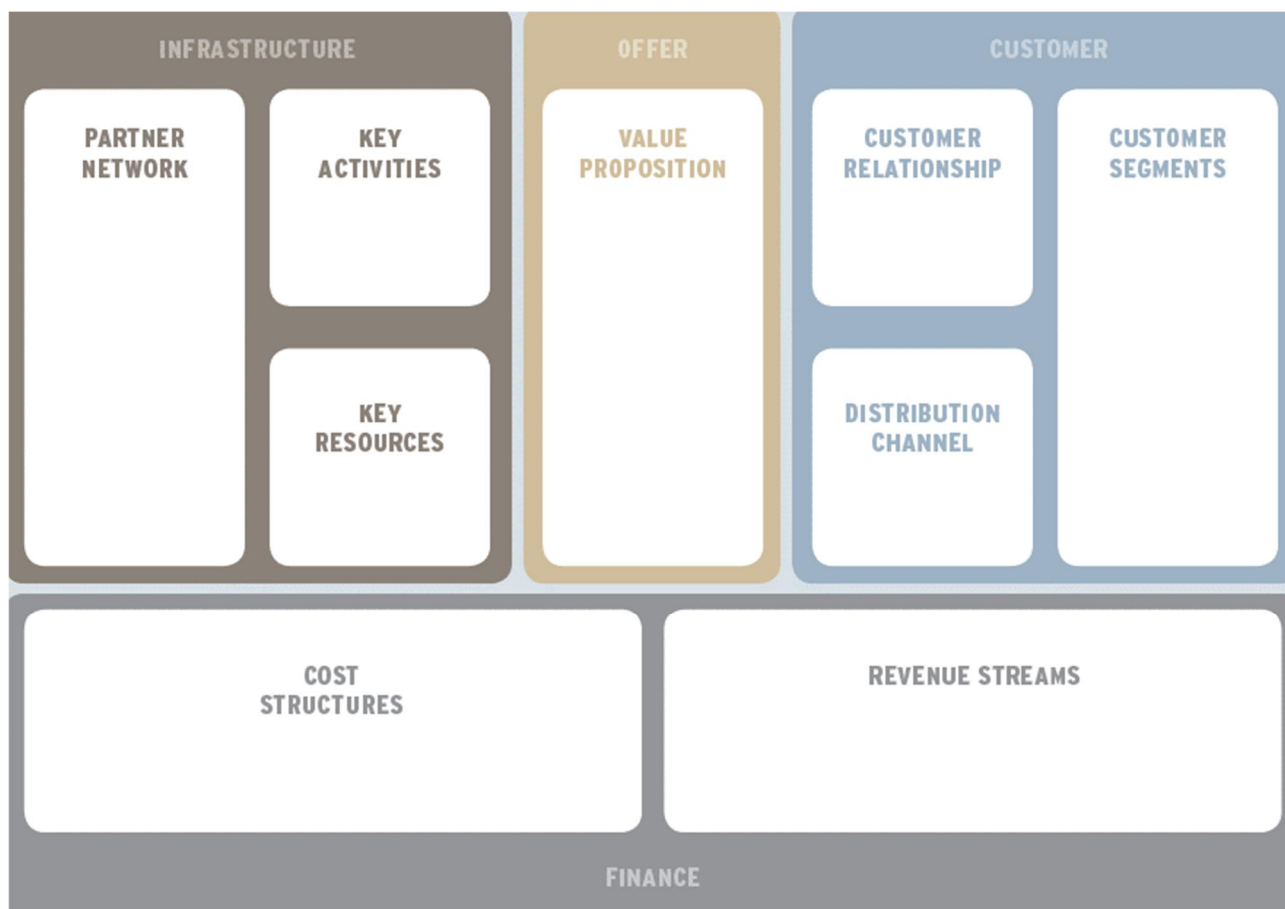 INFRASTRUCTURE
PARTNER
NETWORK
KEY
ACTIVITIES
KEY
RESOURCES
OFFER
VALUE
PROPOSITION
CUSTOMER
CUSTOMER
RELATIONSHIP
DISTRIBUTION
CHANNEL
CUSTOMER
SEGMENTS
COST
STRUCTURES
REVENUE STREAMS
FINANCE